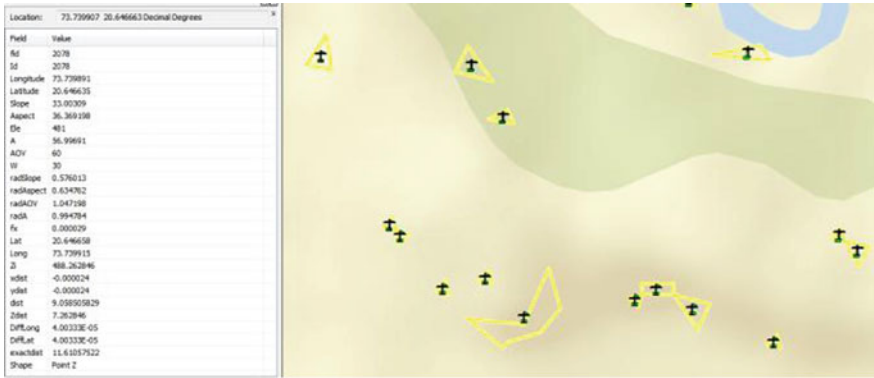 Location: 73.739907 20.646663 Decimal Degrees
Field Value
fid 2078
Id 2078
Longitude 73.739891
Latitude 20.646635
Slope 33.00309
Aspect 36.369198
Ele 481
A 56.99691
AOV 60
W 30
radSlope 0.576013
radAspect 0.634762
radAOV 1.047198
radA 0.994784
fx 0.000029
Lat 20.646658
Long 73.739915
Zi 488.262846
xdist -0.000024
ydist -0.000024
dist 9.058505829
Zdist 7.262846
DiffLong 4.00333E-05
DiffLat 4.00333E-05
exactdist 11.61057522
Shape Point Z